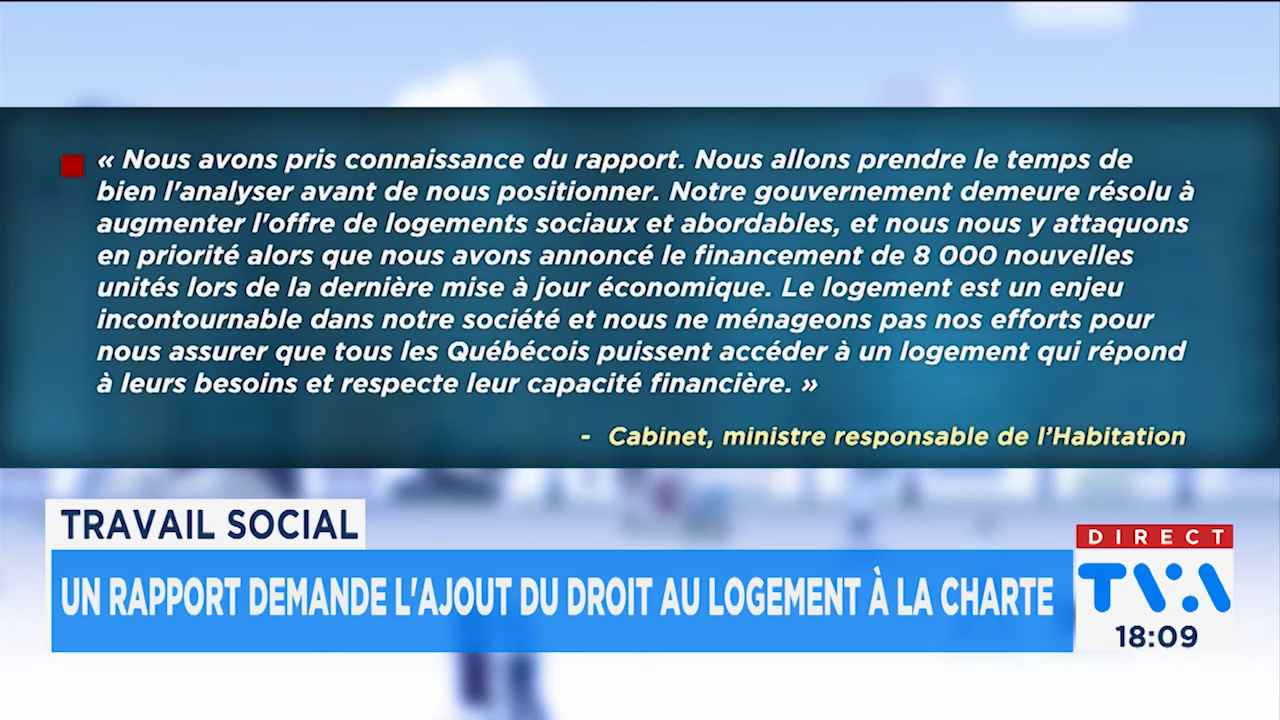 « Nous avons pris connaissance du rapport. Nous allons prendre le temps de
bien l'analyser avant de nous positionner. Notre gouvernement demeure résolu à
augmenter l'offre de logements sociaux et abordables, et nous nous y attaquons
en priorité alors que nous avons annoncé le financement de 8 000 nouvelles
unités lors de la dernière mise à jour économique. Le logement est un enjeu
incontournable dans notre société et nous ne ménageons pas nos efforts pour
nous assurer que tous les Québécois puissent accéder à un logement qui répond
à leurs besoins et respecte leur capacité financière. »
- Cabinet, ministre responsable de l’Habitation
TRAVAIL SOCIAL
UN RAPPORT DEMANDE L'AJOUT DU DROIT AU LOGEMENT À LA CHARTE
DIRECT
TVA
18:09